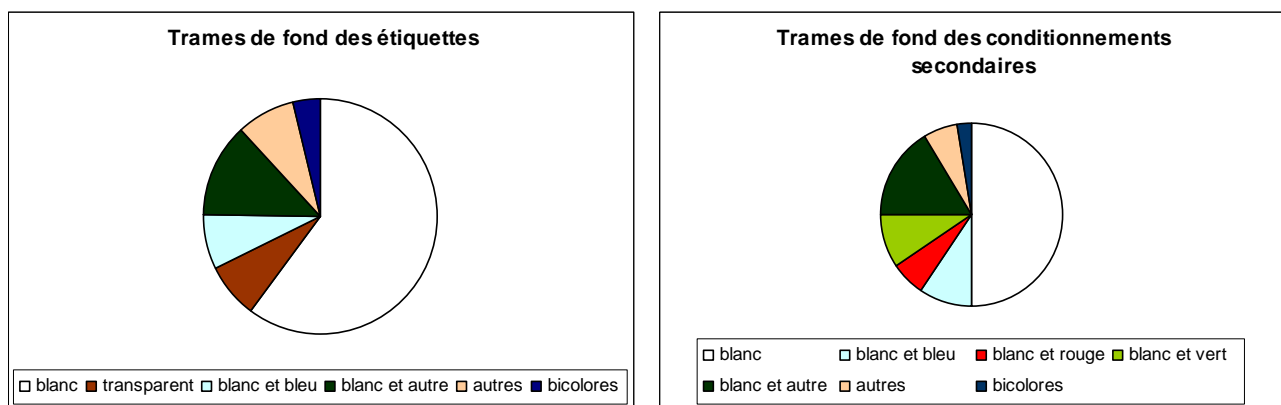 Trames de fond des étiquettes
blanc transparent blanc et bleu blanc et autre autres bicolores
Trames de fond des conditionnements
secondaires
blanc blanc et bleu blanc et rouge blanc et vert
blanc et autre autres bicolores